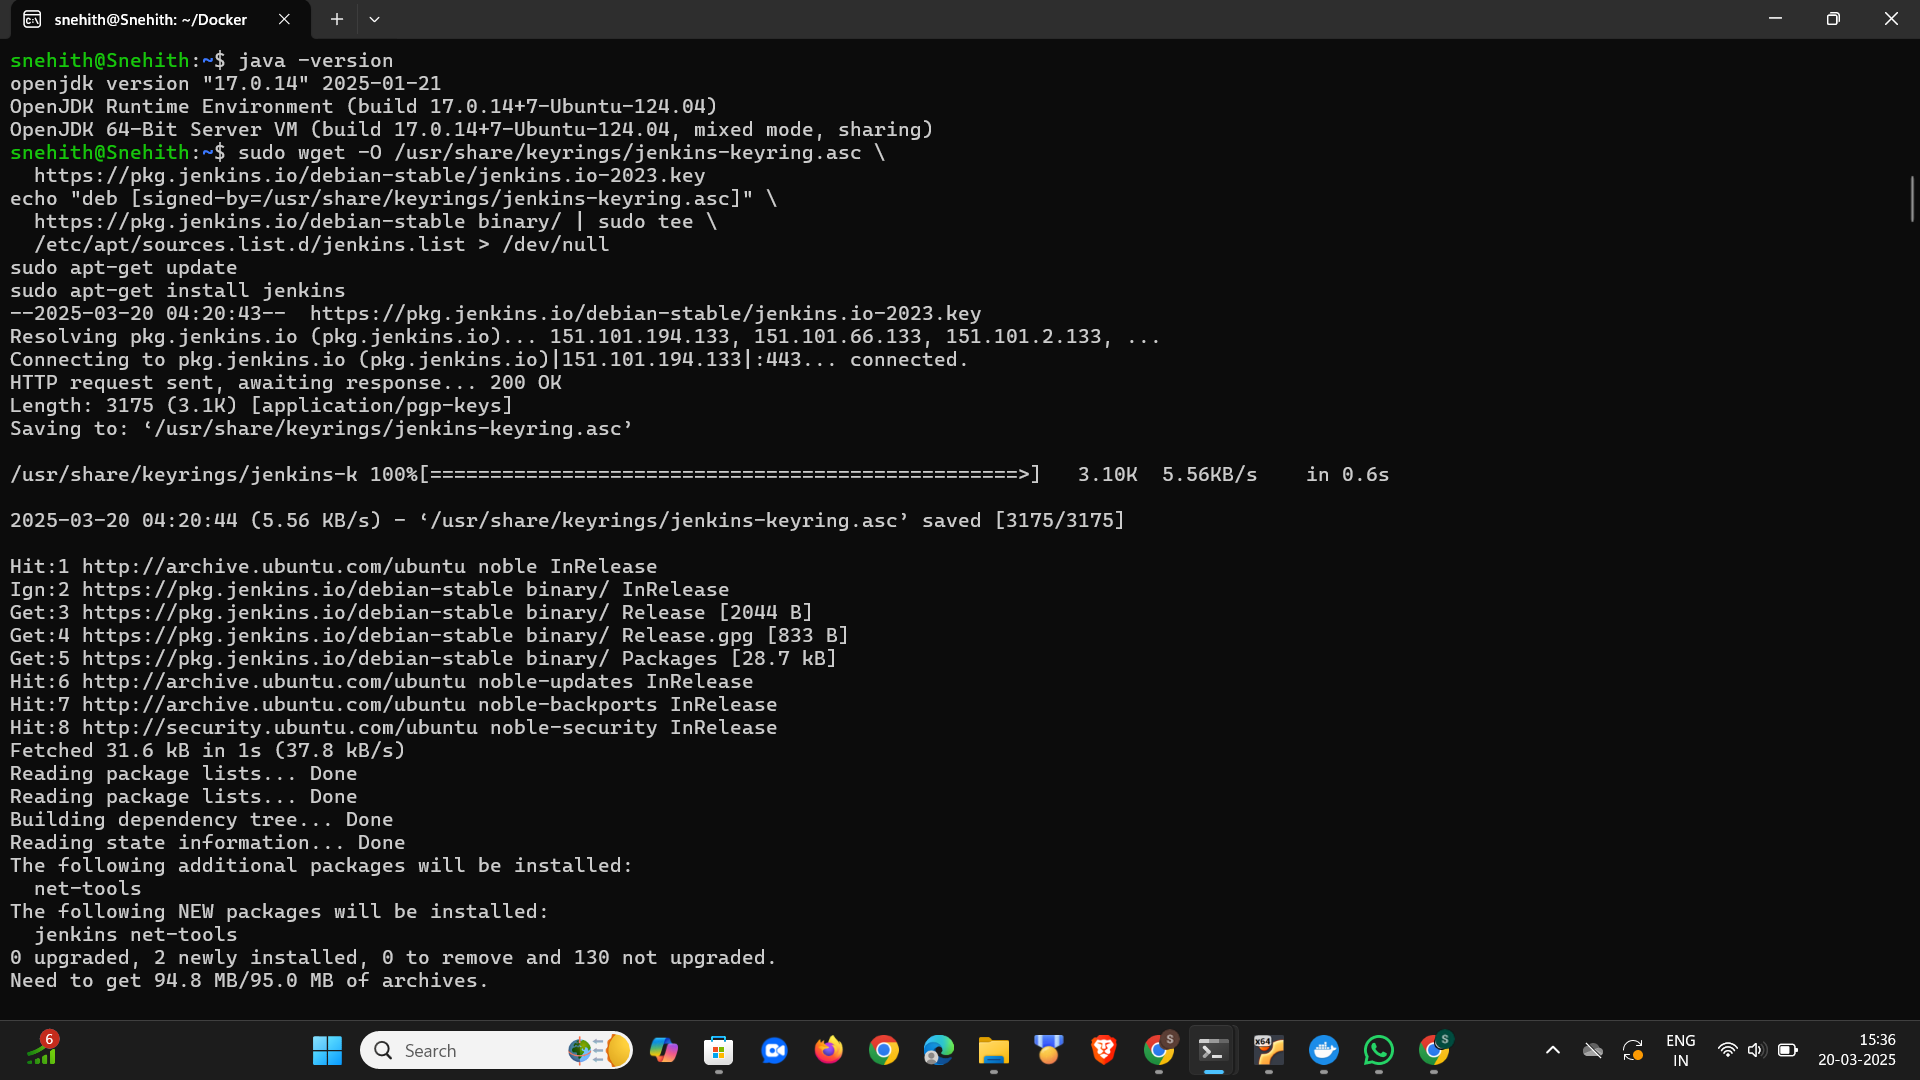 snehith@Snehith: ~/Docker
snehith@Snehith:~$ java -version
openjdk version "17.0.14" 2025-01-21
OpenJDK Runtime Environment (build 17.0.14+7-Ubuntu-124.04)
OpenJDK 64-Bit Server VM (build 17.0.14+7-Ubuntu-124.04, mixed mode, sharing)
snehith@Snehith:~$ sudo wget -O /usr/share/keyrings/jenkins-keyring.asc \
  https://pkg.jenkins.io/debian-stable/jenkins.io-2023.key
echo "deb [signed-by=/usr/share/keyrings/jenkins-keyring.asc]" \
  https://pkg.jenkins.io/debian-stable binary/ | sudo tee \
  /etc/apt/sources.list.d/jenkins.list > /dev/null
sudo apt-get update
sudo apt-get install jenkins
--2025-03-20 04:20:43--  https://pkg.jenkins.io/debian-stable/jenkins.io-2023.key
Resolving pkg.jenkins.io (pkg.jenkins.io)... 151.101.194.133, 151.101.66.133, 151.101.2.133, ...
Connecting to pkg.jenkins.io (pkg.jenkins.io)|151.101.194.133|:443... connected.
HTTP request sent, awaiting response... 200 OK
Length: 3175 (3.1K) [application/pgp-keys]
Saving to: ‘/usr/share/keyrings/jenkins-keyring.asc’
/usr/share/keyrings/jenkins-k 100%[=================================================>]   3.10K  5.56KB/s    in 0.6s
2025-03-20 04:20:44 (5.56 KB/s) - ‘/usr/share/keyrings/jenkins-keyring.asc’ saved [3175/3175]
Hit:1 http://archive.ubuntu.com/ubuntu noble InRelease
Ign:2 https://pkg.jenkins.io/debian-stable binary/ InRelease
Get:3 https://pkg.jenkins.io/debian-stable binary/ Release [2044 B]
Get:4 https://pkg.jenkins.io/debian-stable binary/ Release.gpg [833 B]
Get:5 https://pkg.jenkins.io/debian-stable binary/ Packages [28.7 kB]
Hit:6 http://archive.ubuntu.com/ubuntu noble-updates InRelease
Hit:7 http://archive.ubuntu.com/ubuntu noble-backports InRelease
Hit:8 http://security.ubuntu.com/ubuntu noble-security InRelease
Fetched 31.6 kB in 1s (37.8 kB/s)
Reading package lists... Done
Reading package lists... Done
Building dependency tree... Done
Reading state information... Done
The following additional packages will be installed:
  net-tools
The following NEW packages will be installed:
  jenkins net-tools
0 upgraded, 2 newly installed, 0 to remove and 130 not upgraded.
Need to get 94.8 MB/95.0 MB of archives.
6
Search
S
x64
S
ENG
IN
15:36
20-03-2025